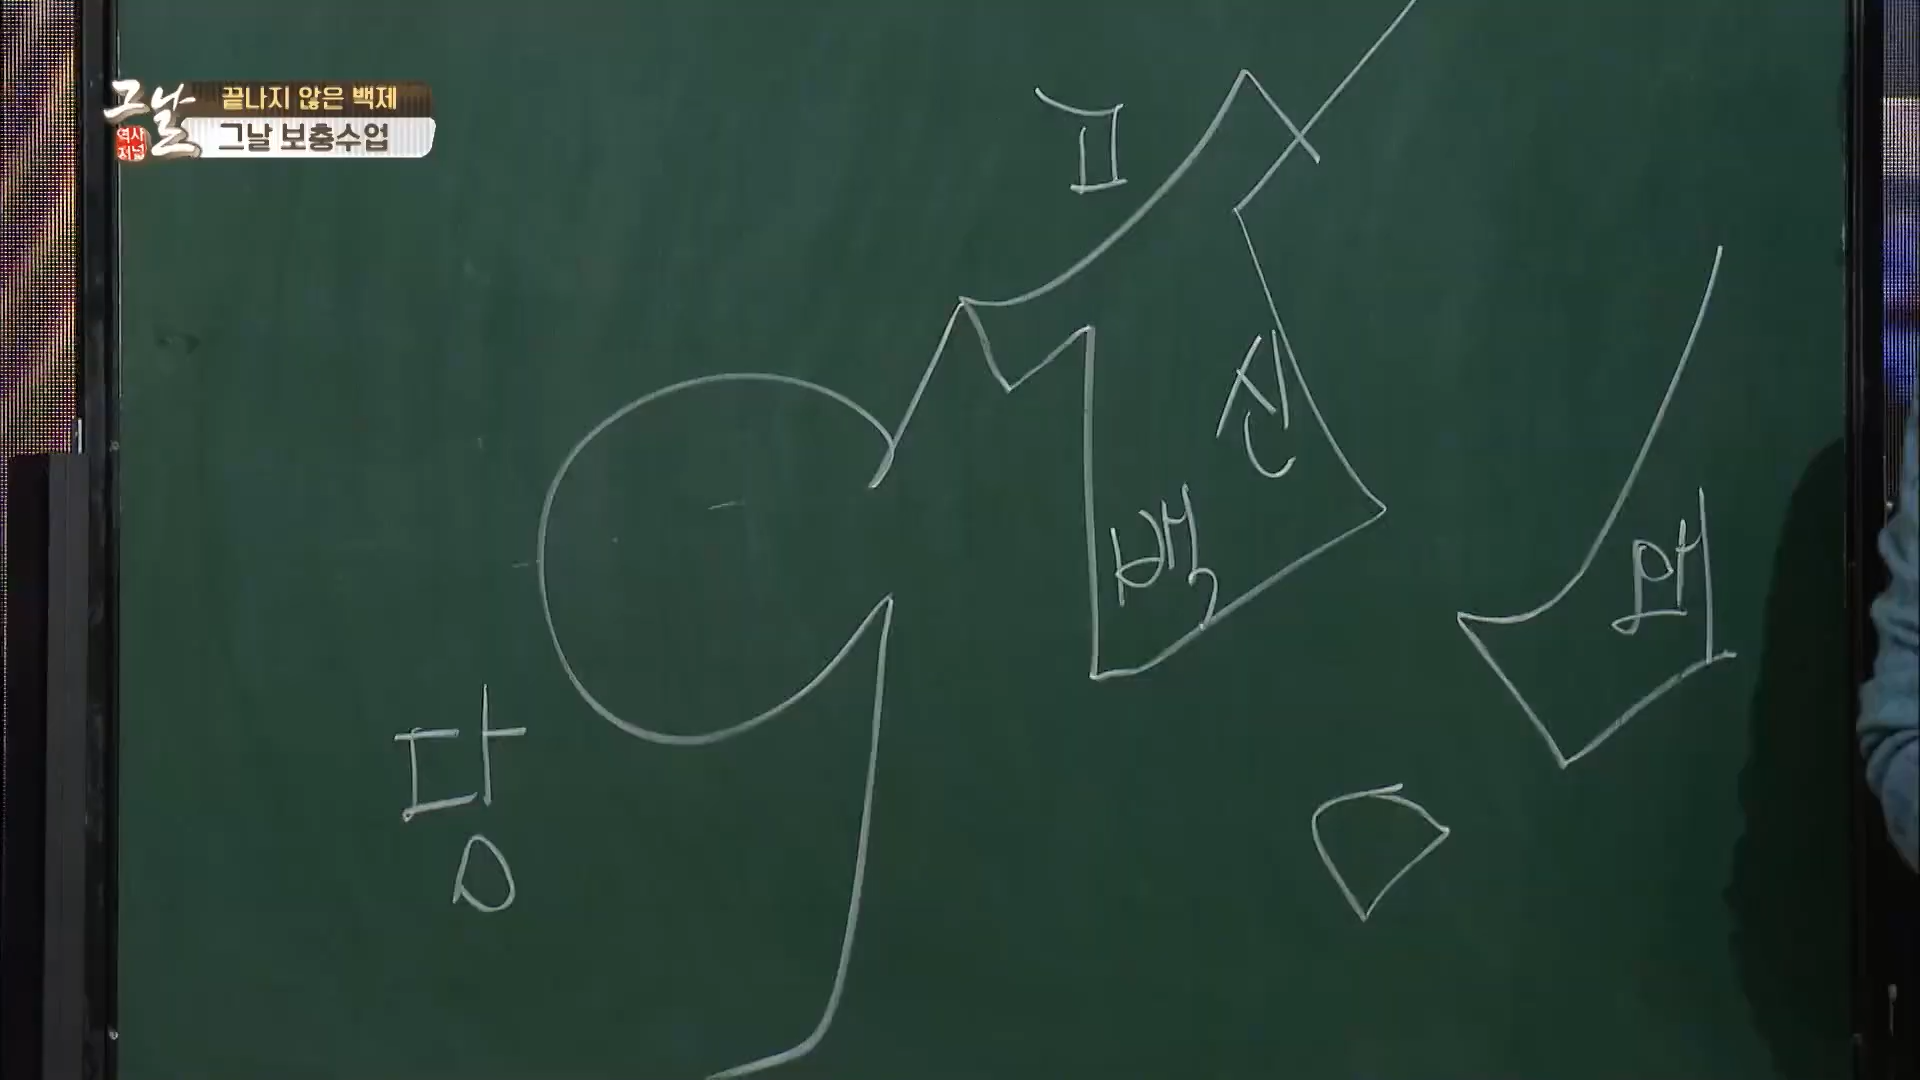 끝나지 않은 백제
그날 보충수업
그날
역사
저널
고
신
백
당
왜